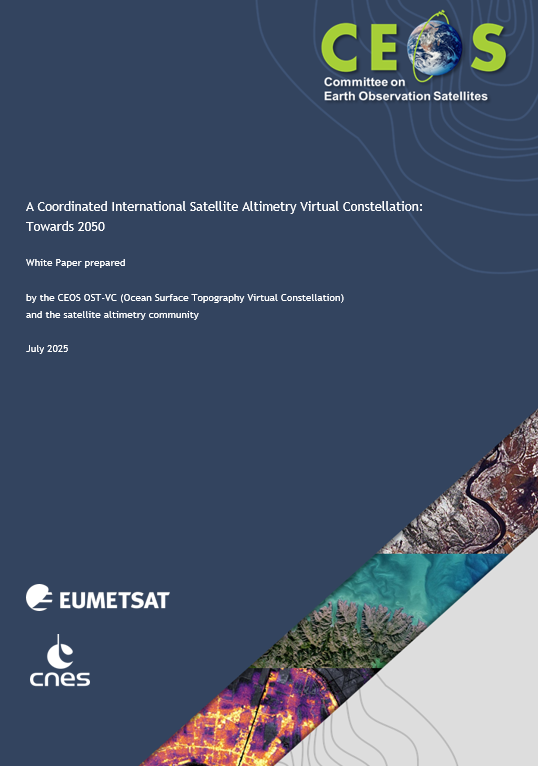 CEOS
Committee on
Earth Observation Satellites
A Coordinated International Satellite Altimetry Virtual Constellation:
Towards 2050
White Paper prepared
by the CEOS OST-VC (Ocean Surface Topography Virtual Constellation)
and the satellite altimetry community
July 2025
EUMETSAT
cnes